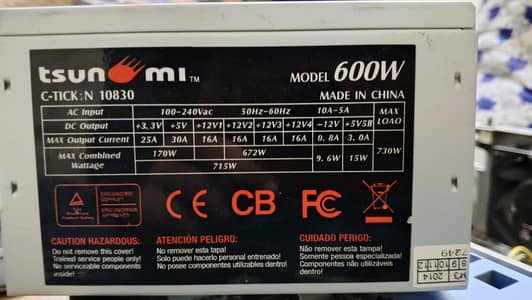 tsunami™
MODEL 600W
C-TICK: N 10830
MADE IN CHINA
AC Input 100-240Vac 50Hz-60Hz 10A-5A MAX LOAD
DC Output +3.3V +5V +12V1 +12V2 +12V3 +12V4 -12V +5VSB
MAX Output Current 25A 30A 16A 16A 16A 16A 0.8A 3.0A 730W
MAX Combined Wattage 170W 672W 9.6W 15W
715W
CE CB FC
CAUTION HAZARDOUS:
Do not remove this cover!
Trained service people only!
No serviceable components
inside!
ATENCIÓN PELIGRO:
No remover esta tapa!
Solo puede hacerlo personal entrenado!
No posee componentes utilizables dentro!
CUIDADO PERIGO:
Não remover esta tampa!
Somente pessoa especializada!
Não contém componentes utilizáveis
dentro!
2014
7249